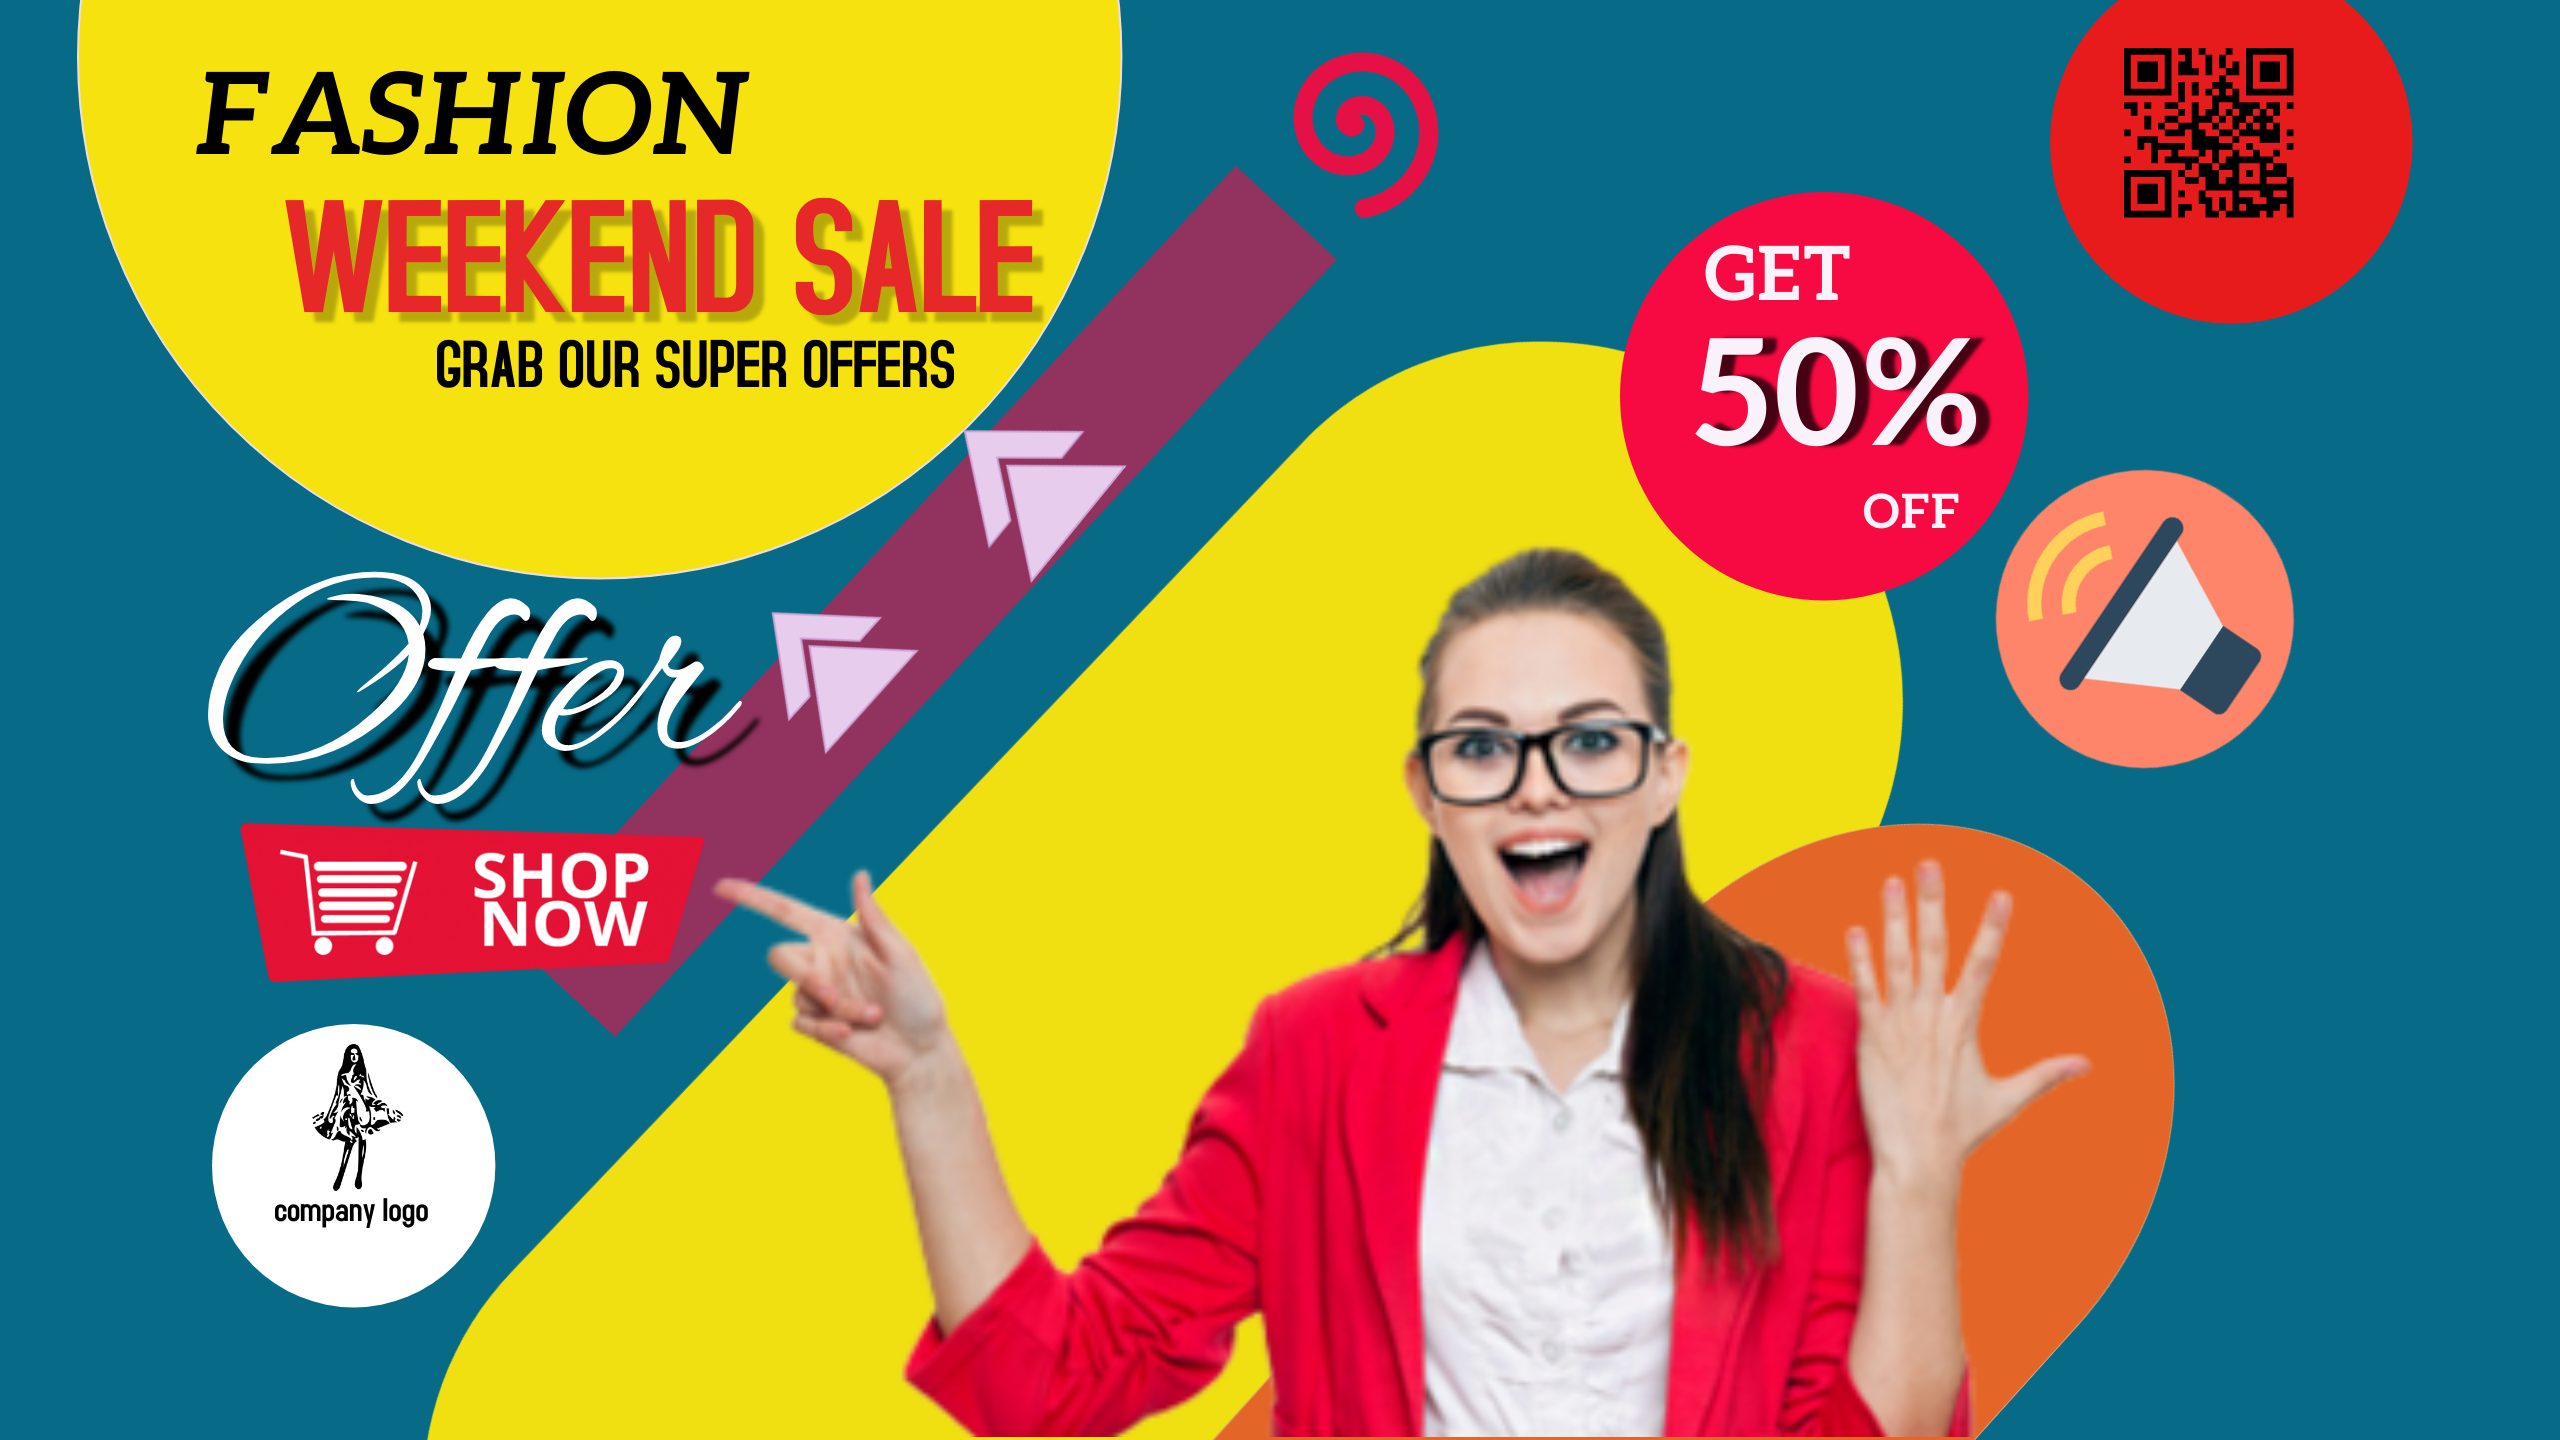 FASHION
WEEKEND SALE
GRAB OUR SUPER OFFERS
GET
50%
OFF
Offer
SHOP
NOW
company logo